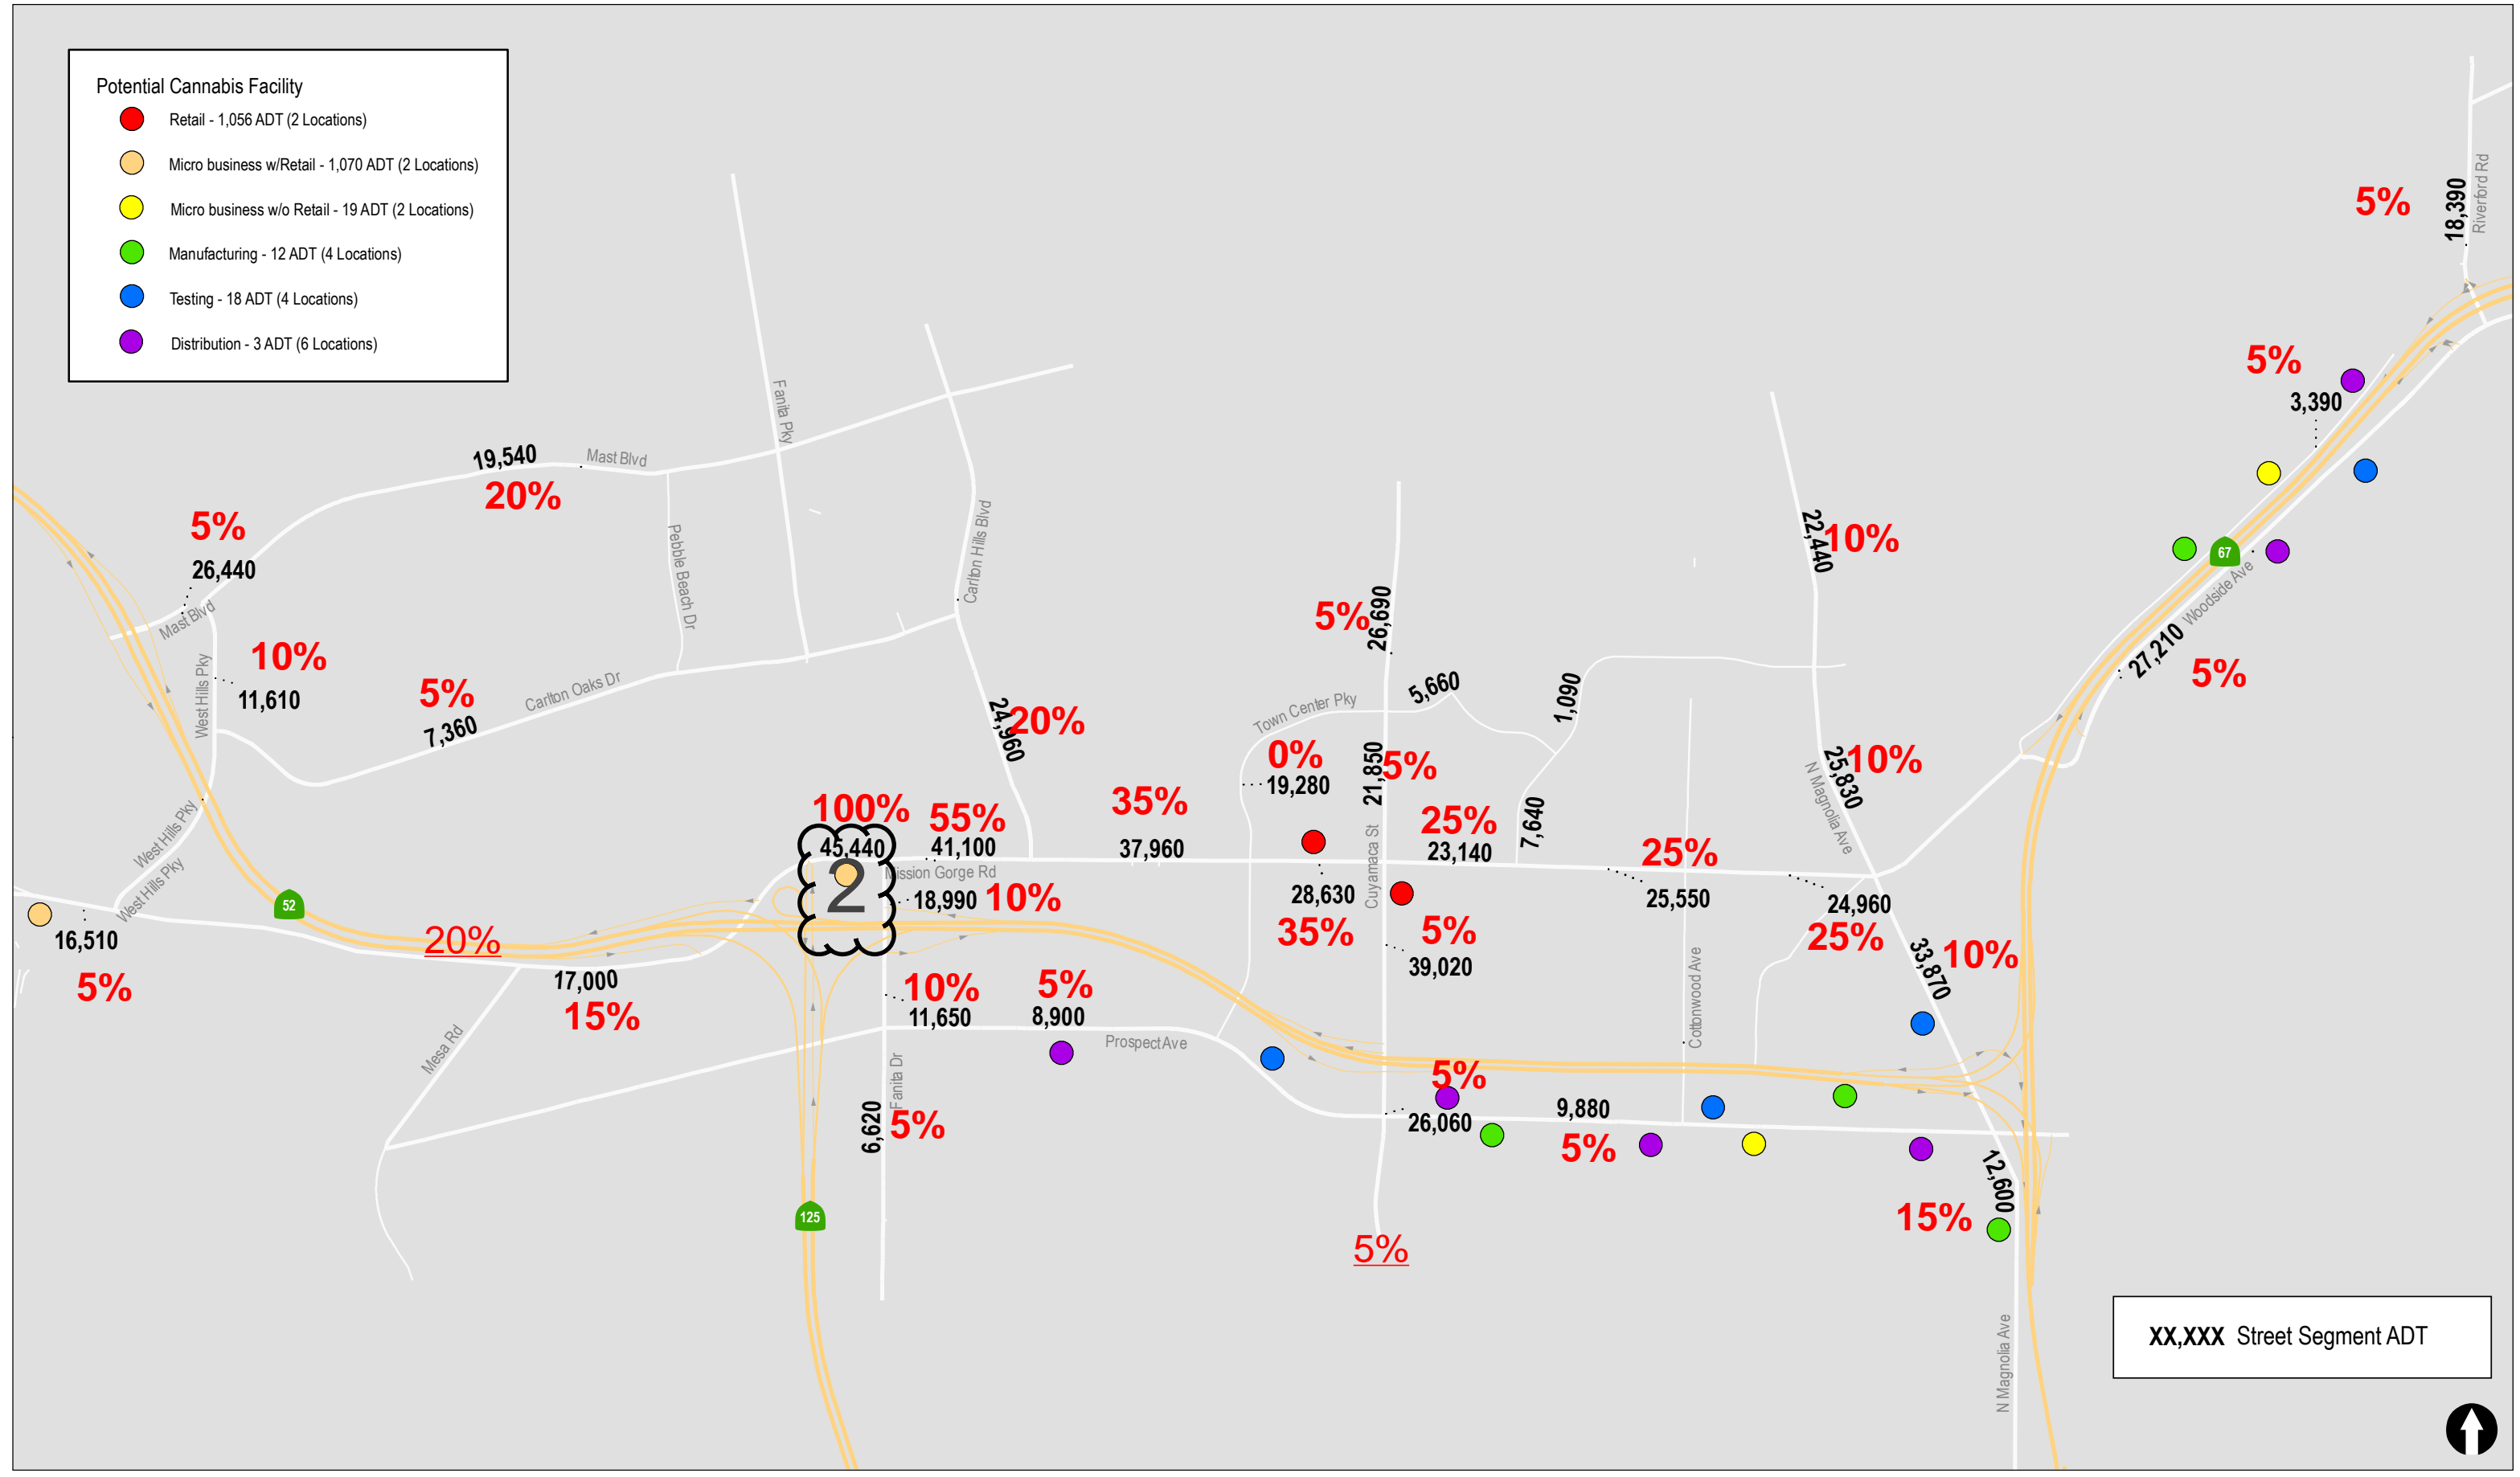 Potential Cannabis Facility
Retail - 1,056 ADT (2 Locations)
Micro business w/Retail - 1,070 ADT (2 Locations)
Micro business w/o Retail - 19 ADT (2 Locations)
Manufacturing - 12 ADT (4 Locations)
Testing - 18 ADT (4 Locations)
Distribution - 3 ADT (6 Locations)
5%
18,390
Riverford Rd
5%
3,390
Fanita Pky
19,540
Mast Blvd
20%
5%
26,440
Mast Blvd
Pebble Beach Dr
Carlton Hills Blvd
22,440
10%
67
Woodside Ave
27,210
5%
5%
26,690
10%
West Hills Pky
11,610
5%
7,360
Carlton Oaks Dr
24,960
20%
Town Center Pky
5,660
1,090
0%
19,280
21,850
5%
25,830
10%
N Magnolia Ave
West Hills Pky
100%
45,440
2
55%
41,100
35%
37,960
Mission Gorge Rd
18,990
10%
Cuyamaca St
25%
23,140
7,640
25%
25,550
24,960
25%
28,630
35%
5%
39,020
West Hills Pky
52
16,510
5%
20%
17,000
15%
Mesa Rd
10%
11,650
5%
8,900
Prospect Ave
Fanita Dr
6,620
5%
Cottonwood Ave
33,870
10%
5%
26,060
9,880
5%
12,600
15%
125
5%
N Magnolia Ave
XX,XXX Street Segment ADT